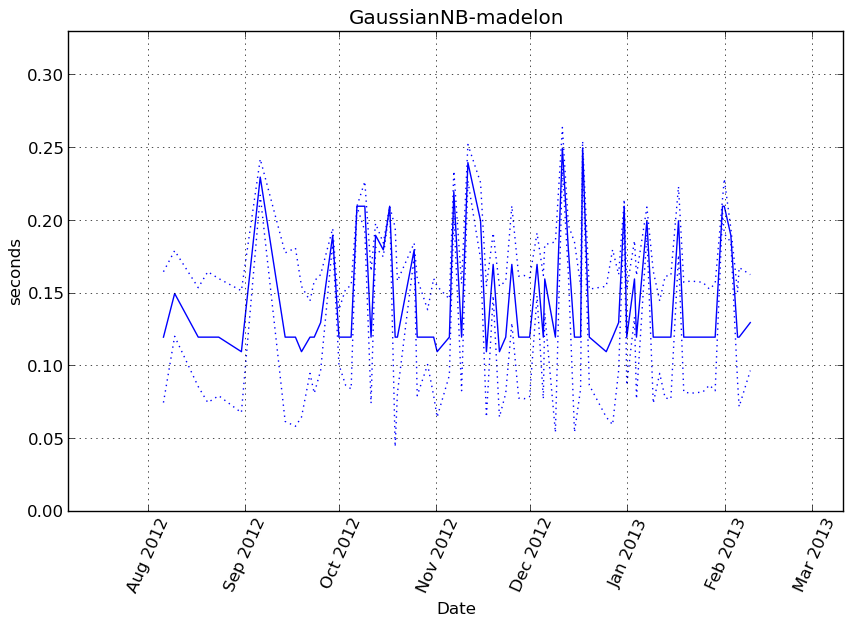 GaussianNB-madelon
0.30
0.25
0.20
0.15
0.10
0.05
0.00
seconds
Aug 2012
Sep 2012
Oct 2012
Nov 2012
Dec 2012
Jan 2013
Feb 2013
Mar 2013
Date